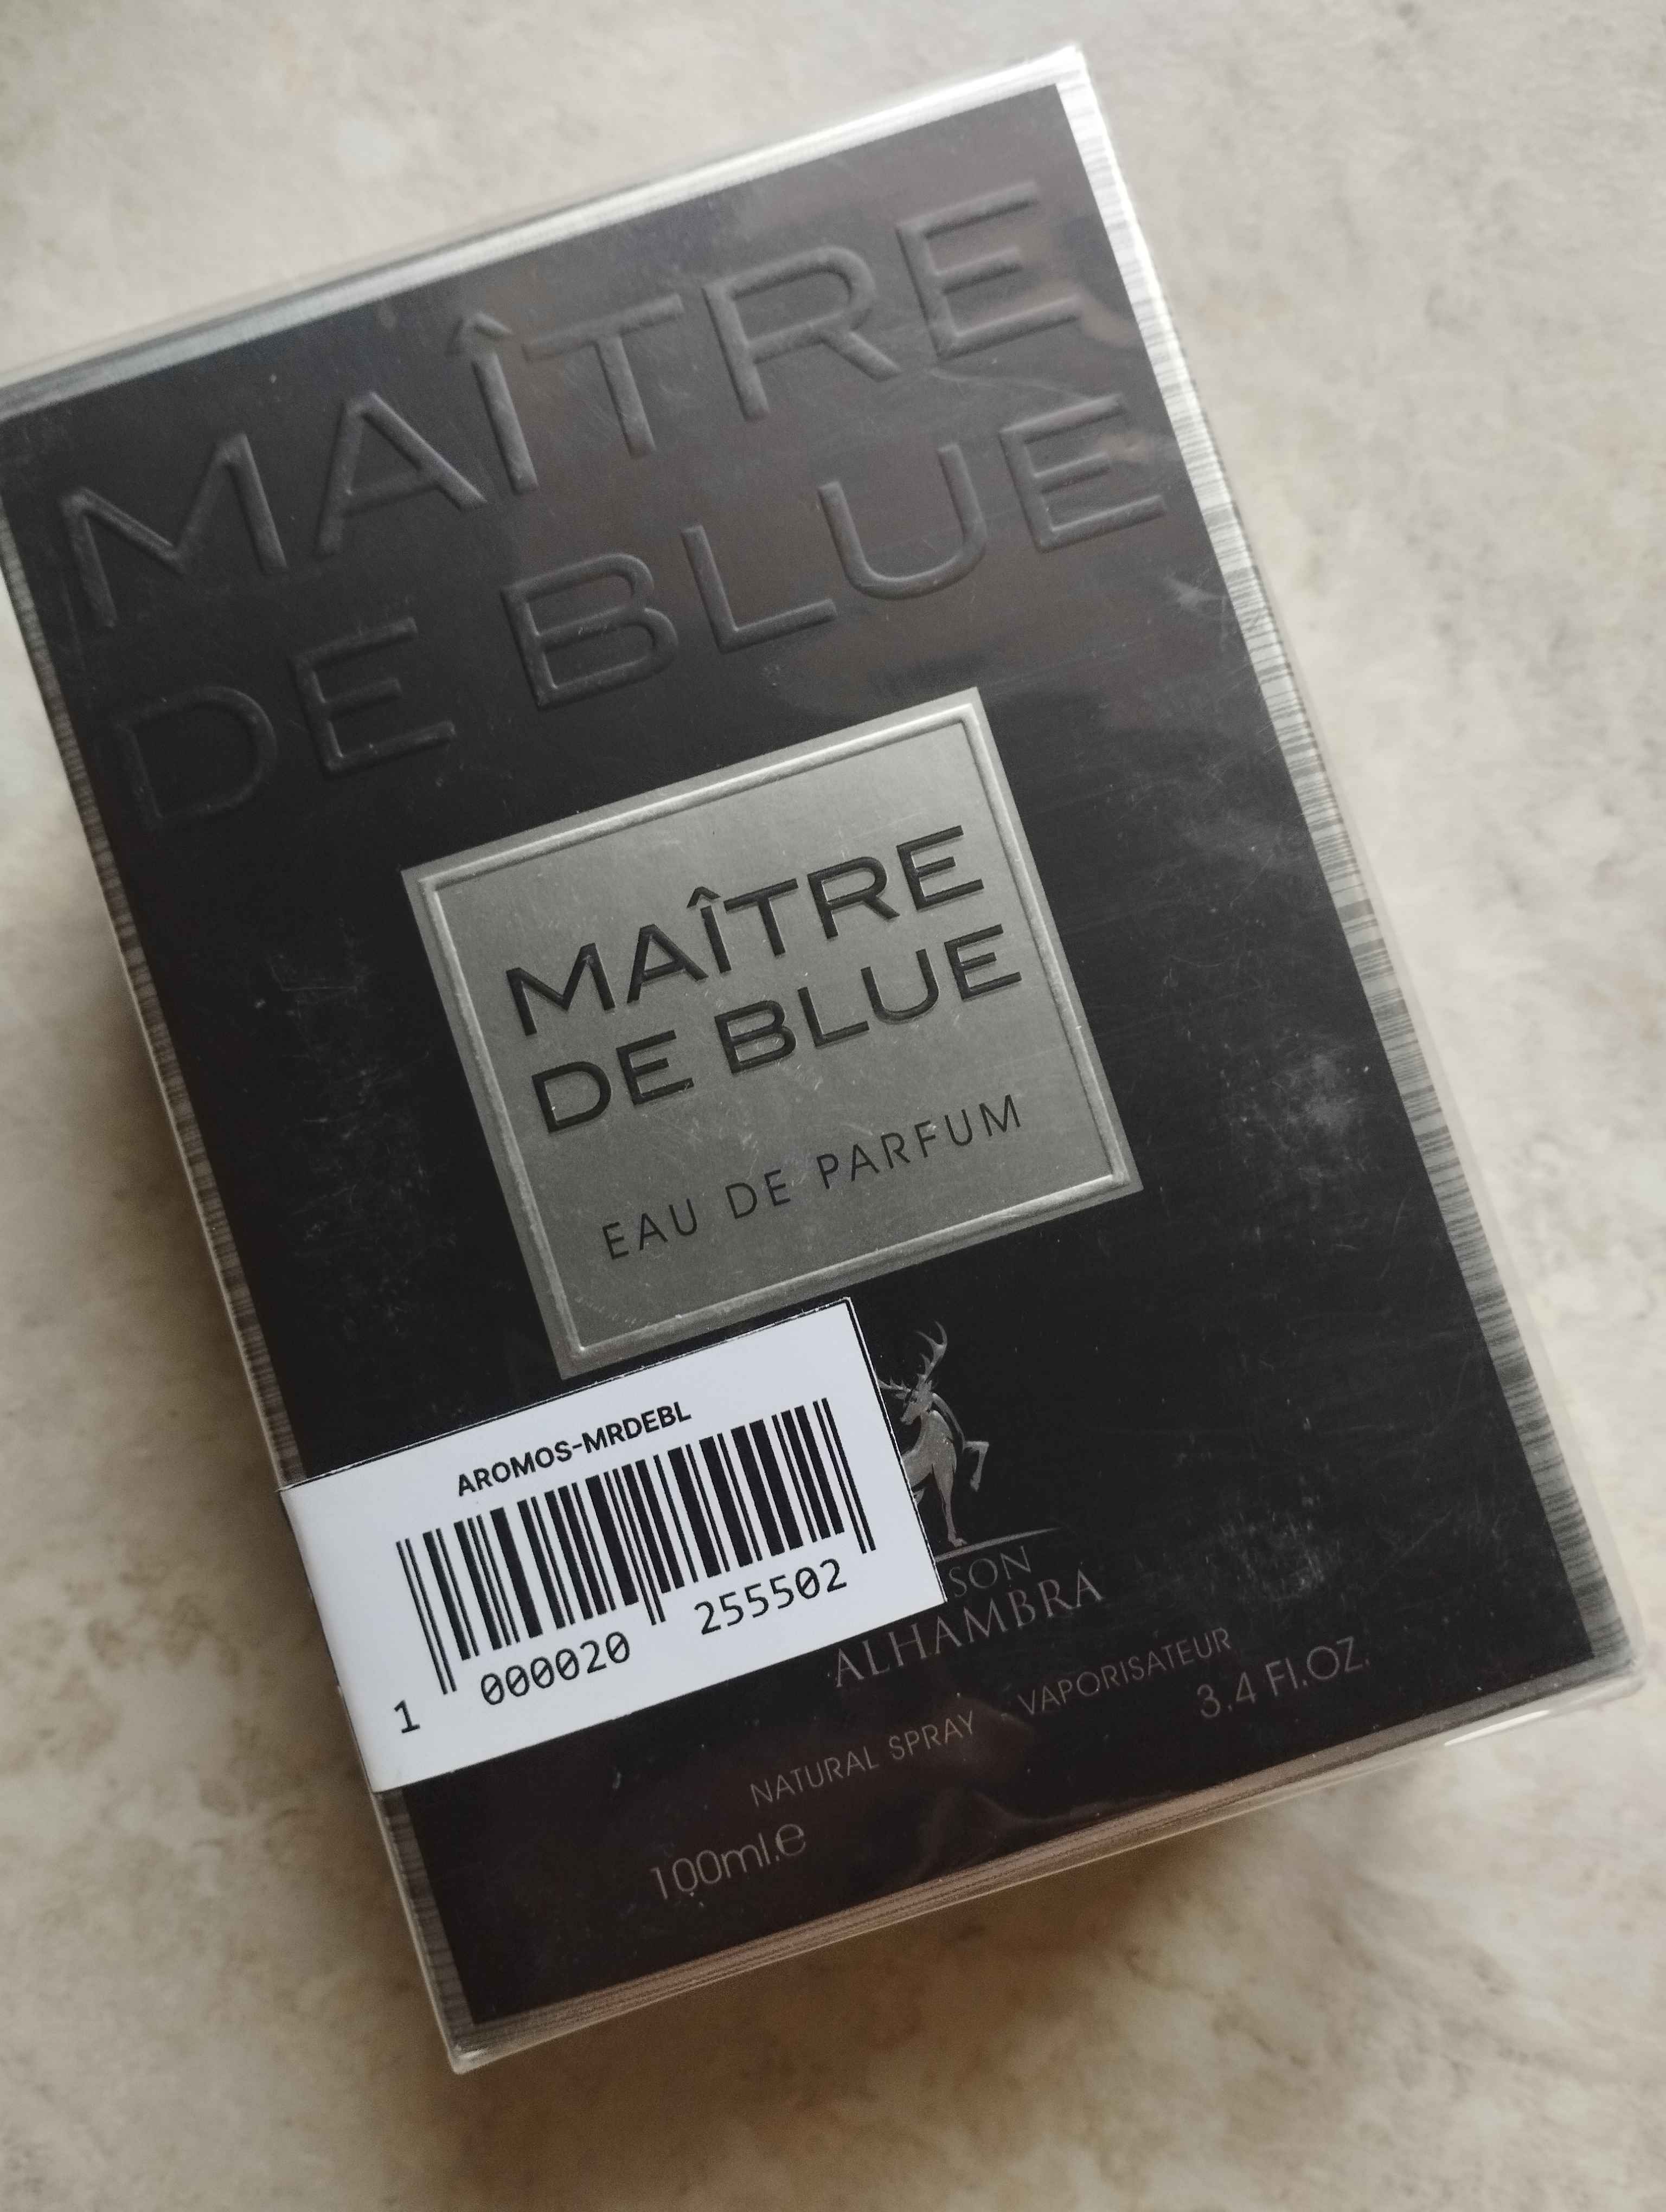 MAÎTRE
DE BLUE
MAÎTRE
DE BLUE
EAU DE PARFUM
AROMOS-MRDEBL
1 000020 255502
SON
ALHAMBRA
NATURAL SPRAY - VAPORISATEUR
100ml.e 3.4 Fl.OZ.